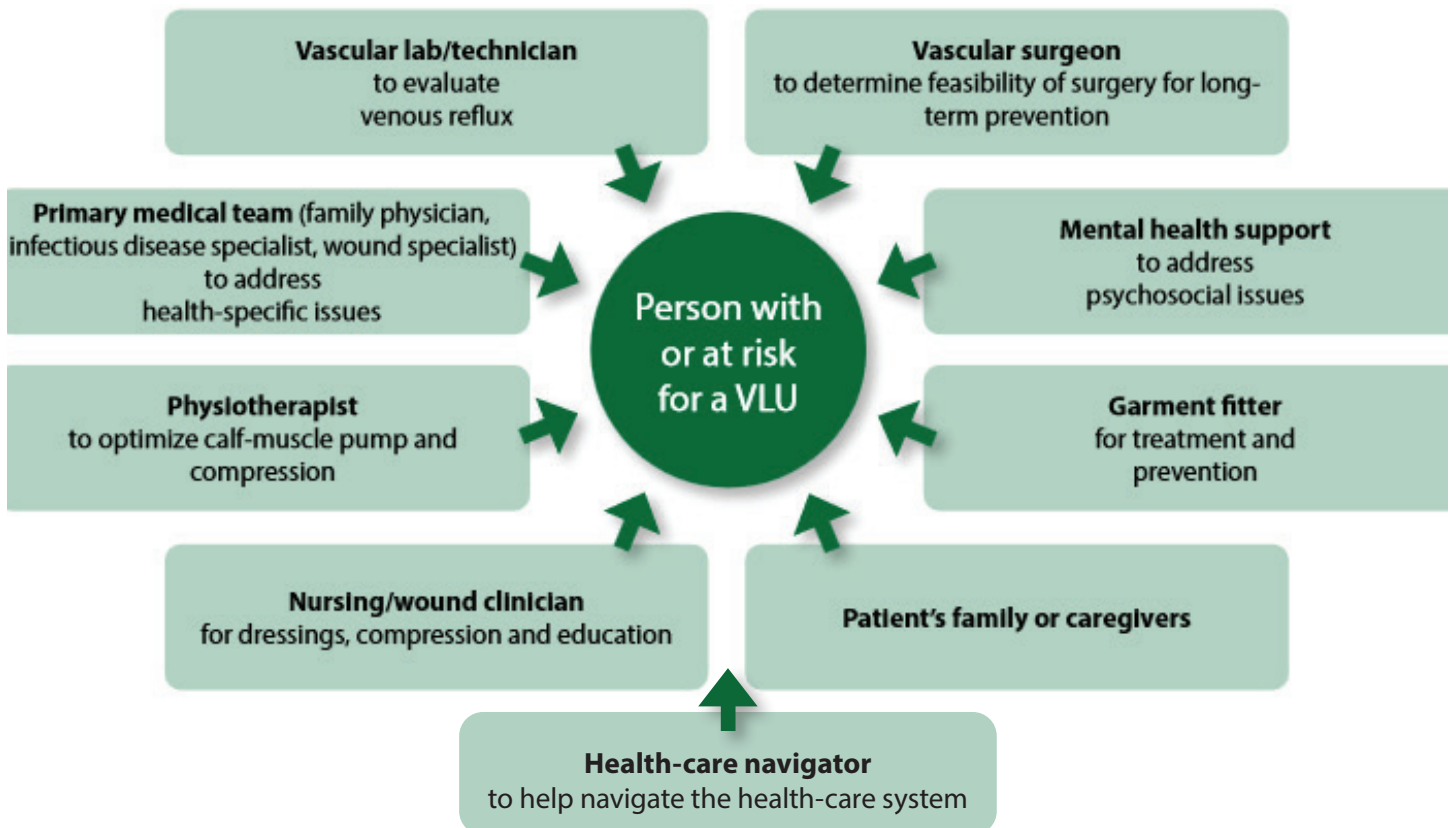 Vascular lab/technician
to evaluate
venous reflux
Vascular surgeon
to determine feasibility of surgery for long-
term prevention
Primary medical team (family physician,
infectious disease specialist, wound specialist)
to address
health-specific issues
Mental health support
to address
psychosocial issues
Person with
or at risk
for a VLU
Physiotherapist
to optimize calf-muscle pump and
compression
Garment fitter
for treatment and
prevention
Nursing/wound clinician
for dressings, compression and education
Patient's family or caregivers
Health-care navigator
to help navigate the health-care system